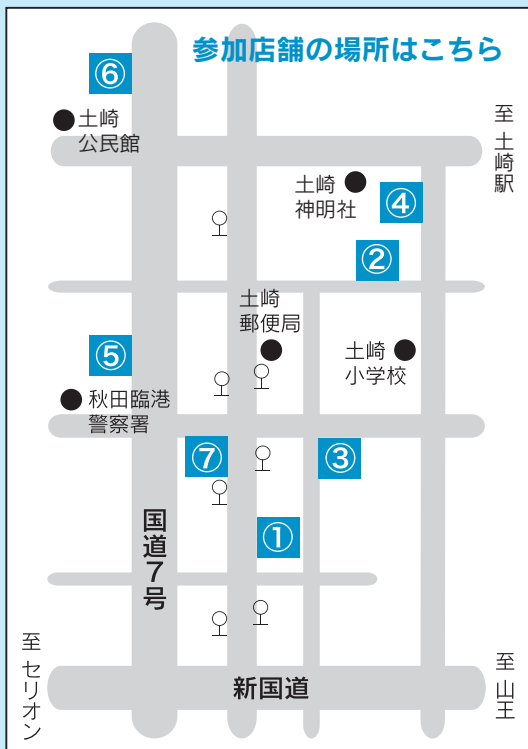 参加店舗の場所はこちら
⑥
土崎
公民館
至 土崎駅
土崎
神明社
④
②
土崎
郵便局
⑤
土崎
小学校
秋田臨港
警察署
⑦
③
①
国道7号
至 セリオン
新国道
至 山王